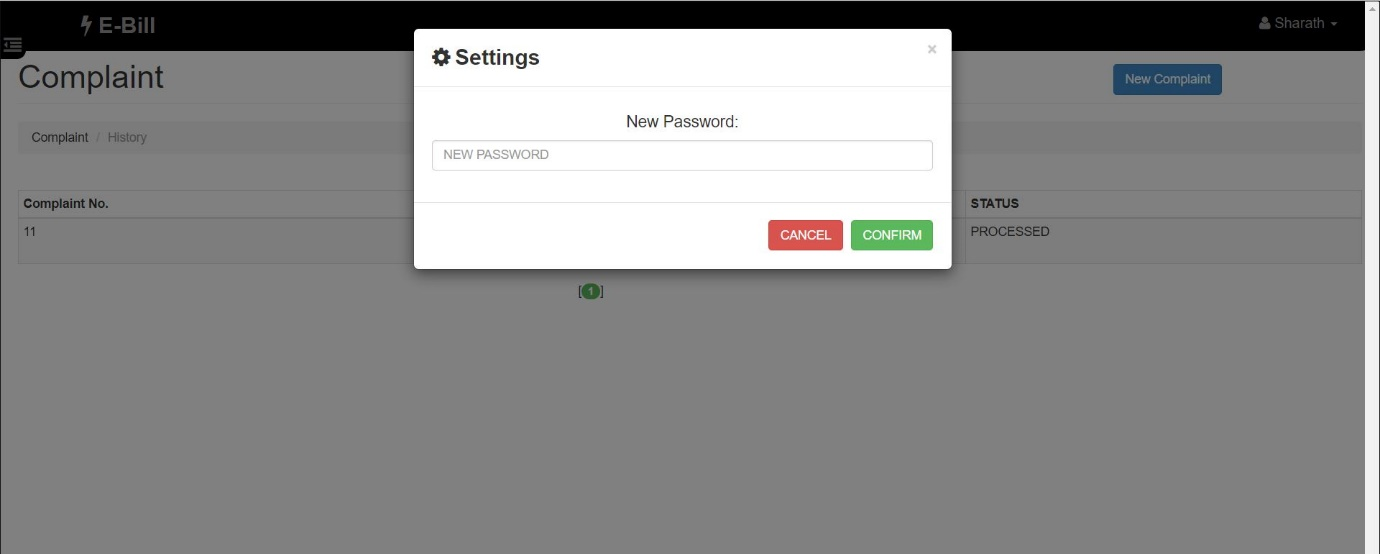 E-Bill
Sharath
Settings
×
Complaint
New Complaint
New Password:
Complaint / History
NEW PASSWORD
Complaint No.
STATUS
11
PROCESSED
CANCEL
CONFIRM
[1]